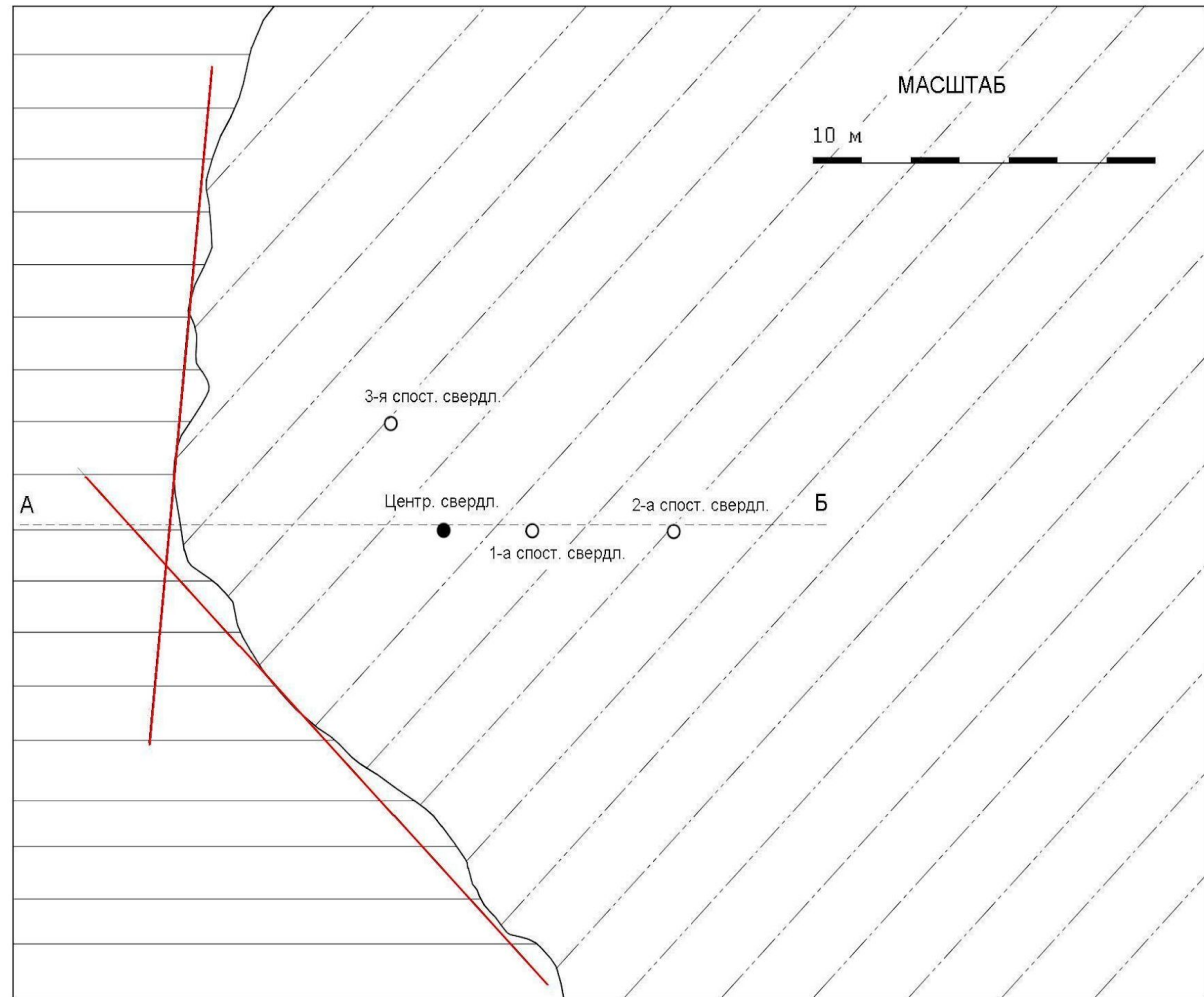 МАСШТАБ
10 м
3-я спост. свердл.
А
Центр. свердл.
2-а спост. свердл.
Б
1-а спост. свердл.